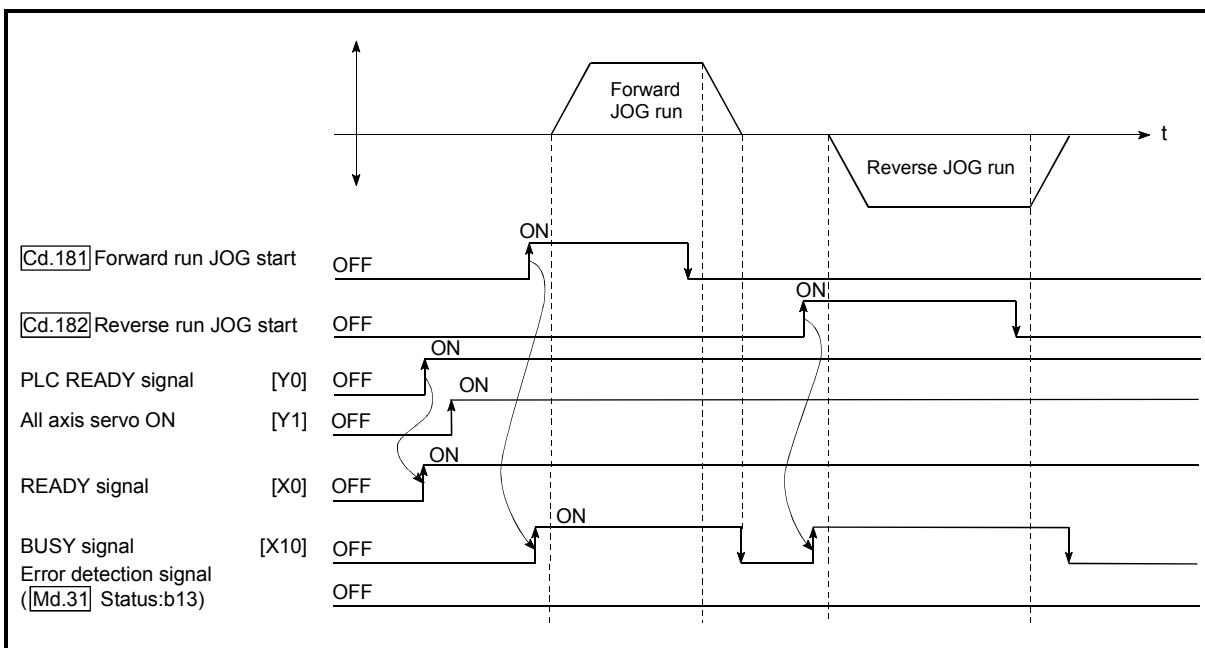 Forward
JOG run
t
Reverse JOG run
ON
Cd.181 Forward run JOG start
OFF
ON
Cd.182 Reverse run JOG start
OFF
ON
PLC READY signal [Y0] OFF
ON
All axis servo ON [Y1] OFF
ON
READY signal [X0] OFF
ON
BUSY signal [X10] OFF
Error detection signal
(Md.31 Status:b13)
OFF